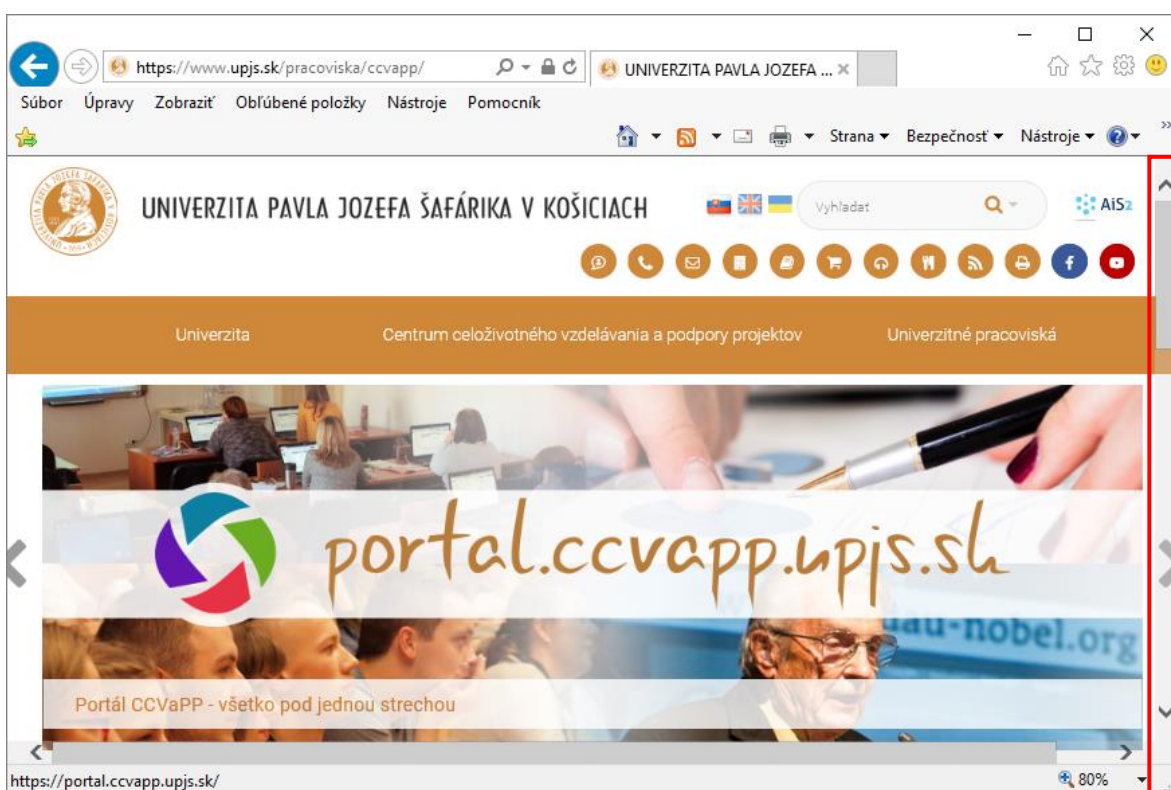 https://www.upjs.sk/pracoviska/ccvapp/
UNIVERZITA PAVLA JOZEFA ...
Súbor Úpravy Zobraziť Obľúbené položky Nástroje Pomocník
Strana Bezpečnosť Nástroje
UNIVERZITA PAVLA JOZEFA ŠAFÁRIKA V KOŠICIACH
Vyhľadat
AiS2
Univerzita Centrum celoživotného vzdelávania a podpory projektov Univerzitné pracoviská
portal.ccvapp.upjs.sk
au-nobel.org
Portál CCVaPP - všetko pod jednou strechou
https://portal.ccvapp.upjs.sk/
80%